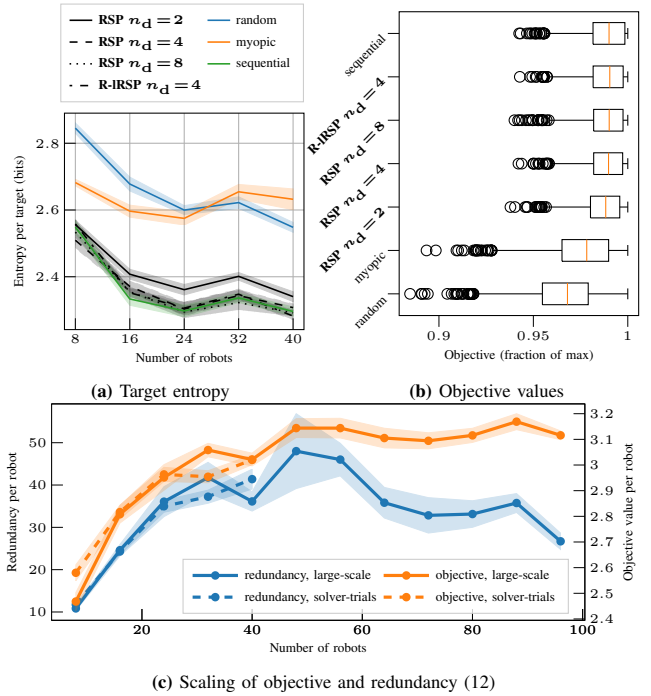 RSP n_d = 2
RSP n_d = 4
RSP n_d = 8
R-lRSP n_d = 4
random
myopic
sequential
2.8
2.6
2.4
Entropy per target (bits)
8 16 24 32 40
Number of robots
(a) Target entropy
sequential
R-lRSP n_d = 4
RSP n_d = 8
RSP n_d = 4
RSP n_d = 2
myopic
random
0.9 0.95 1
Objective (fraction of max)
(b) Objective values
50
40
30
20
10
Redundancy per robot
3.2
3.1
3
2.9
2.8
2.7
2.6
2.5
2.4
Objective value per robot
redundancy, large-scale
redundancy, solver-trials
objective, large-scale
objective, solver-trials
20 40 60 80 100
Number of robots
(c) Scaling of objective and redundancy (12)